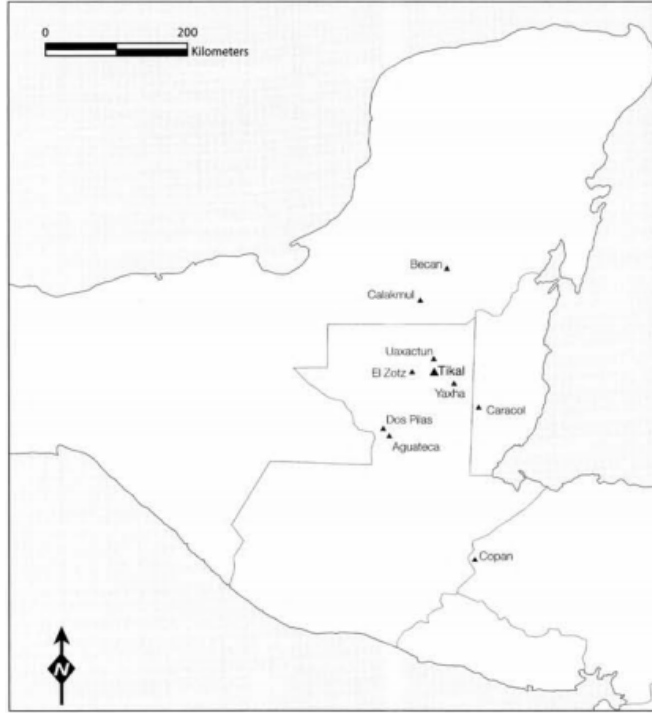 0 200
Kilometers
Becan
Calakmul
Uaxactun
El Zotz Tikal
Yaxha
Caracol
Dos Pilas
Aguateca
Copan
N